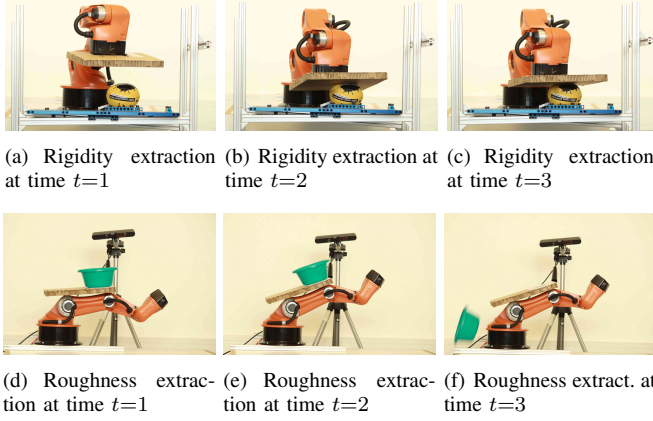 (a) Rigidity extraction
at time t=1
(b) Rigidity extraction at
time t=2
(c) Rigidity extraction
at time t=3
(d) Roughness extrac-
tion at time t=1
(e) Roughness extrac-
tion at time t=2
(f) Roughness extract. at
time t=3